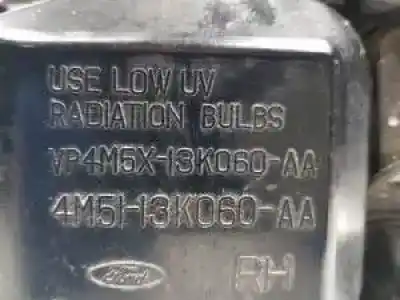 USE LOW UV
RADIATION BULBS
VP4M5X-13K060-AA
4M51-13K060-AA
Ford RH